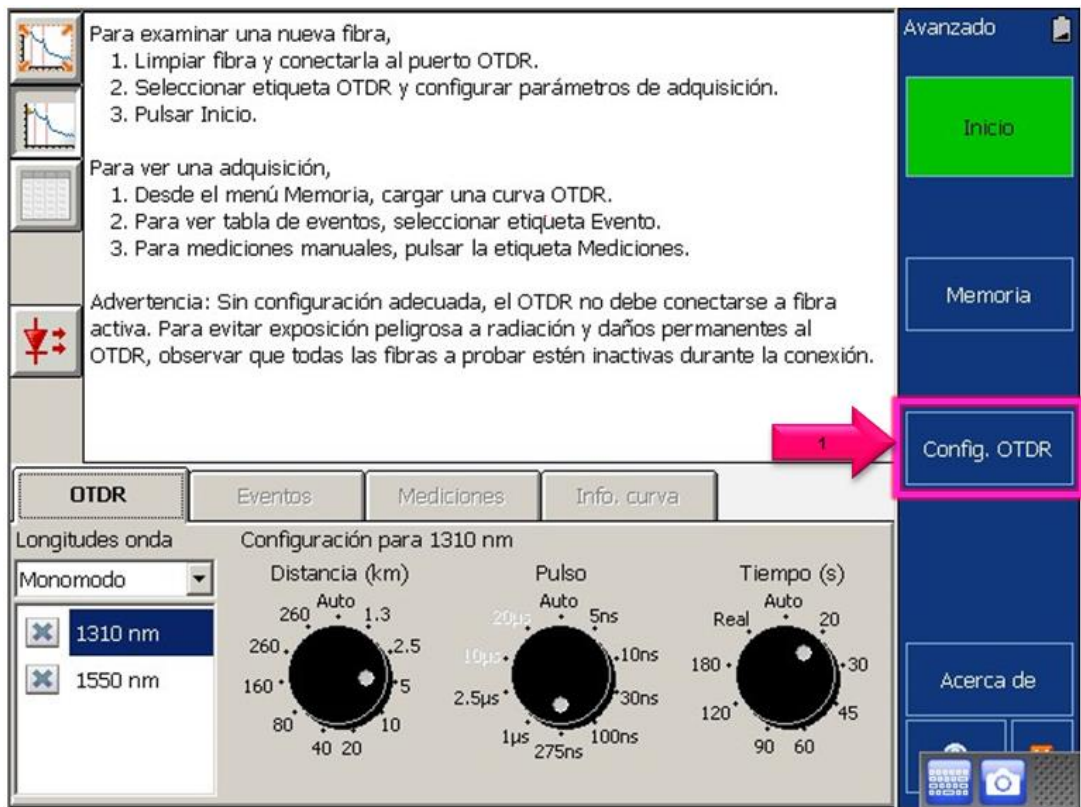 Para examinar una nueva fibra,
1. Limpiar fibra y conectarla al puerto OTDR.
2. Seleccionar etiqueta OTDR y configurar parámetros de adquisición.
3. Pulsar Inicio.
Para ver una adquisición,
1. Desde el menú Memoria, cargar una curva OTDR.
2. Para ver tabla de eventos, seleccionar etiqueta Evento.
3. Para mediciones manuales, pulsar la etiqueta Mediciones.
Advertencia: Sin configuración adecuada, el OTDR no debe conectarse a fibra
activa. Para evitar exposición peligrosa a radiación y daños permanentes al
OTDR, observar que todas las fibras a probar estén inactivas durante la conexión.
Avanzado
Inicio
Memoria
1
Config. OTDR
Acerca de
OTDR
Eventos
Mediciones
Info. curva
Longitudes onda
Monomodo
1310 nm
1550 nm
Configuración para 1310 nm
Distancia (km)
Auto
1.3
2.5
5
10
20
40
80
160
260
260
Pulso
Auto
5ns
10ns
30ns
100ns
275ns
1µs
2.5µs
10µs
20µs
Tiempo (s)
Auto
20
30
45
60
90
120
180
Real